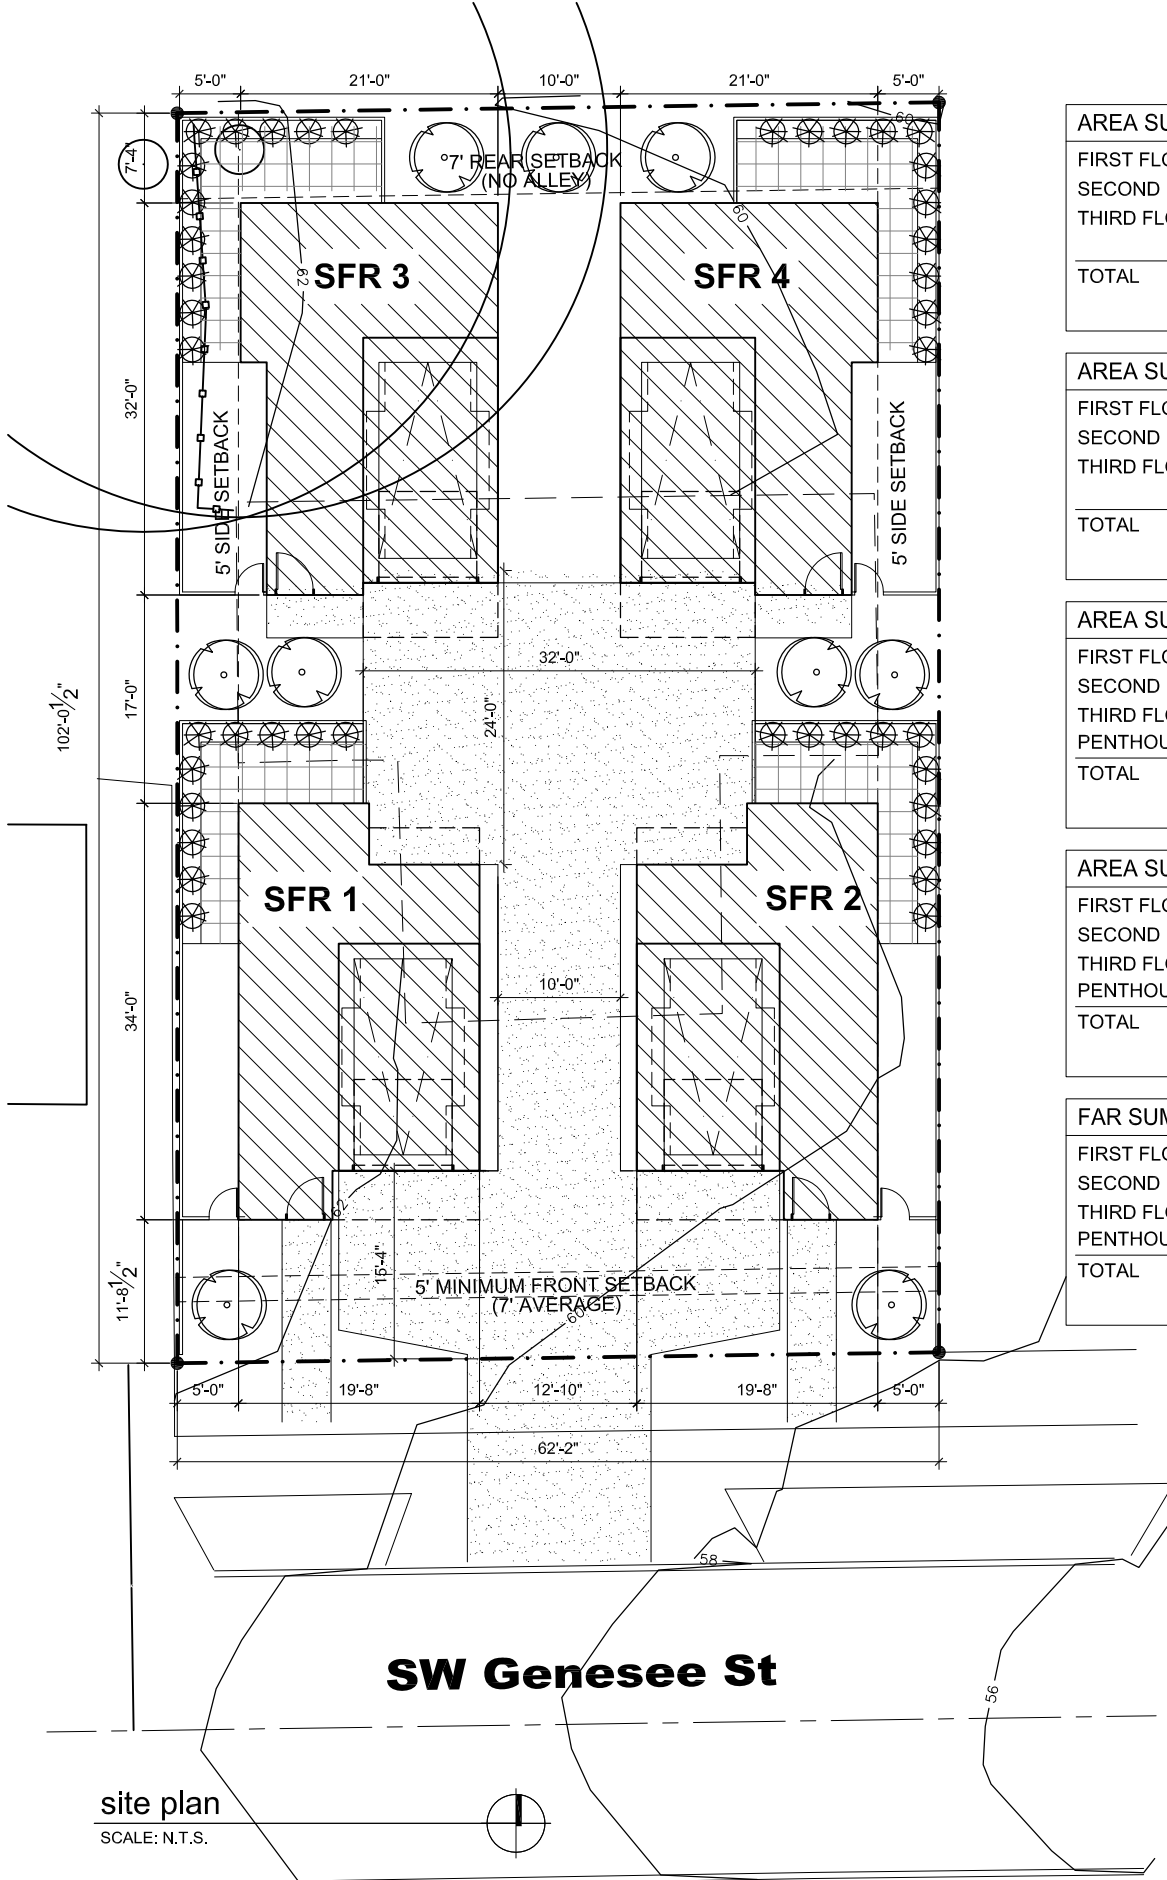 5'-0" 21'-0" 10'-0" 21'-0" 5'-0"
7'-4"
7' REAR SETBACK
(NO ALLEY)
60
60
62
SFR 3
SFR 4
32'-0"
5' SIDE SETBACK
5' SIDE SETBACK
32'-0"
24'-0"
17'-0"
102'-0 1/2"
SFR 1
SFR 2
10'-0"
34'-0"
62
15'-4"
11'-8 1/2"
5' MINIMUM FRONT SETBACK
(7' AVERAGE)
60
5'-0" 19'-8" 12'-10" 19'-8" 5'-0"
62'-2"
58
SW Genesee St
56
site plan
SCALE: N.T.S.
AREA SU
FIRST FLO
SECOND
THIRD FLO
TOTAL
AREA SU
FIRST FLO
SECOND
THIRD FLO
TOTAL
AREA SU
FIRST FLO
SECOND
THIRD FLO
PENTHOU
TOTAL
AREA SU
FIRST FLO
SECOND
THIRD FLO
PENTHOU
TOTAL
FAR SUM
FIRST FLO
SECOND
THIRD FLO
PENTHOU
TOTAL